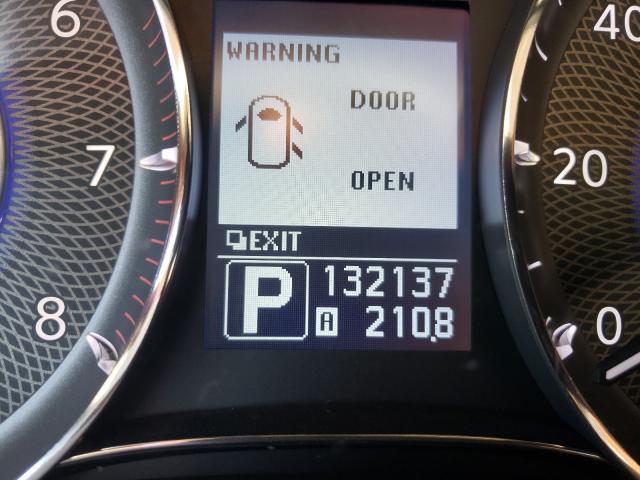 6
7
8
WARNING
DOOR
OPEN
EXIT
P
132137
A 210.8
40
20
0